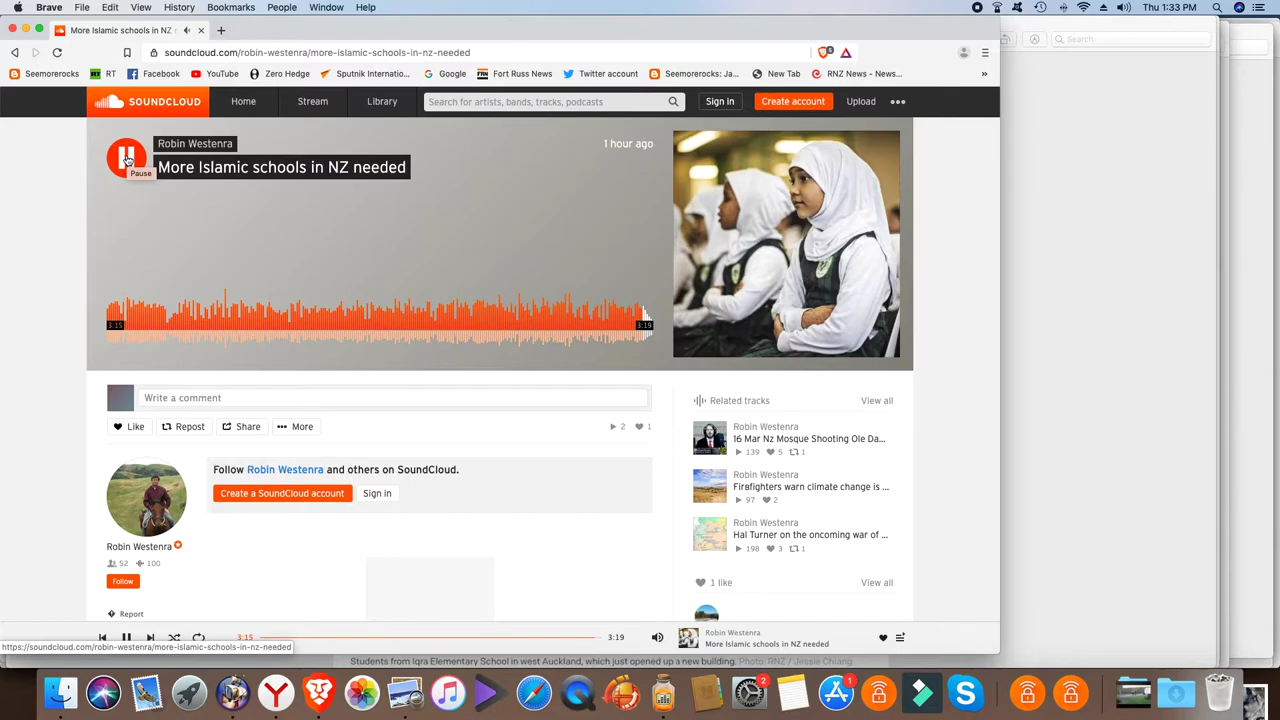 Brave File Edit View History Bookmarks People Window Help Thu 1:33 PM
More Islamic schools in NZ
soundcloud.com/robin-westenra/more-islamic-schools-in-nz-needed
Search
Seemorerocks RT Facebook YouTube Zero Hedge Sputnik Internatio... Google Fort Russ News Twitter account Seemorerocks: Ja... New Tab RNZ News - News... »
SOUNDCLOUD Home Stream Library Search for artists, bands, tracks, podcasts Sign in Create account Upload
Robin Westenra
1 hour ago
More Islamic schools in NZ needed
Pause
3:15 3:19
Write a comment
Like Repost Share More 2 1
Follow Robin Westenra and others on SoundCloud.
Create a SoundCloud account Sign in
Robin Westenra
52 100
Follow
Report
Related tracks View all
Robin Westenra
16 Mar Nz Mosque Shooting Ole Da...
139 5 1
Robin Westenra
Firafighters warn climate change is ...
97 2
Robin Westenra
Hal Turner on the oncoming war of ...
198 3 1
1 like View all
3:15 3:19
Robin Westenra
More Islamic schools in NZ needed
https://soundcloud.com/robin-westenra/more-islamic-schools-in-nz-needed
Students from Iqra Elementary School in west Auckland, which just opened up a new building. Photo: RNZ / Jessie Chiang
2 1